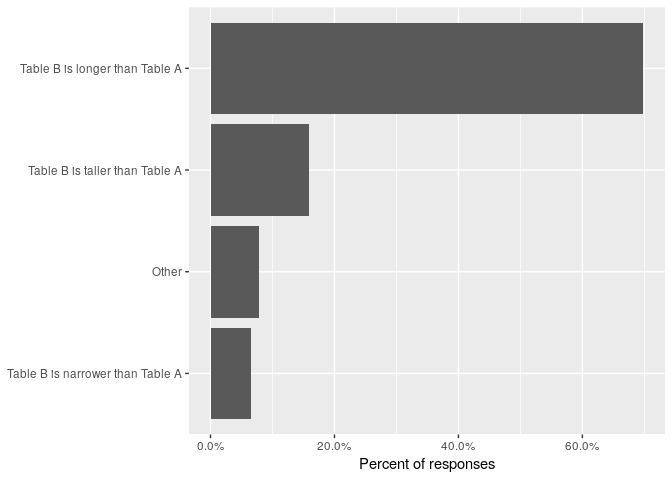 Table B is longer than Table A
Table B is taller than Table A
Other
Table B is narrower than Table A
0.0% 20.0% 40.0% 60.0%
Percent of responses